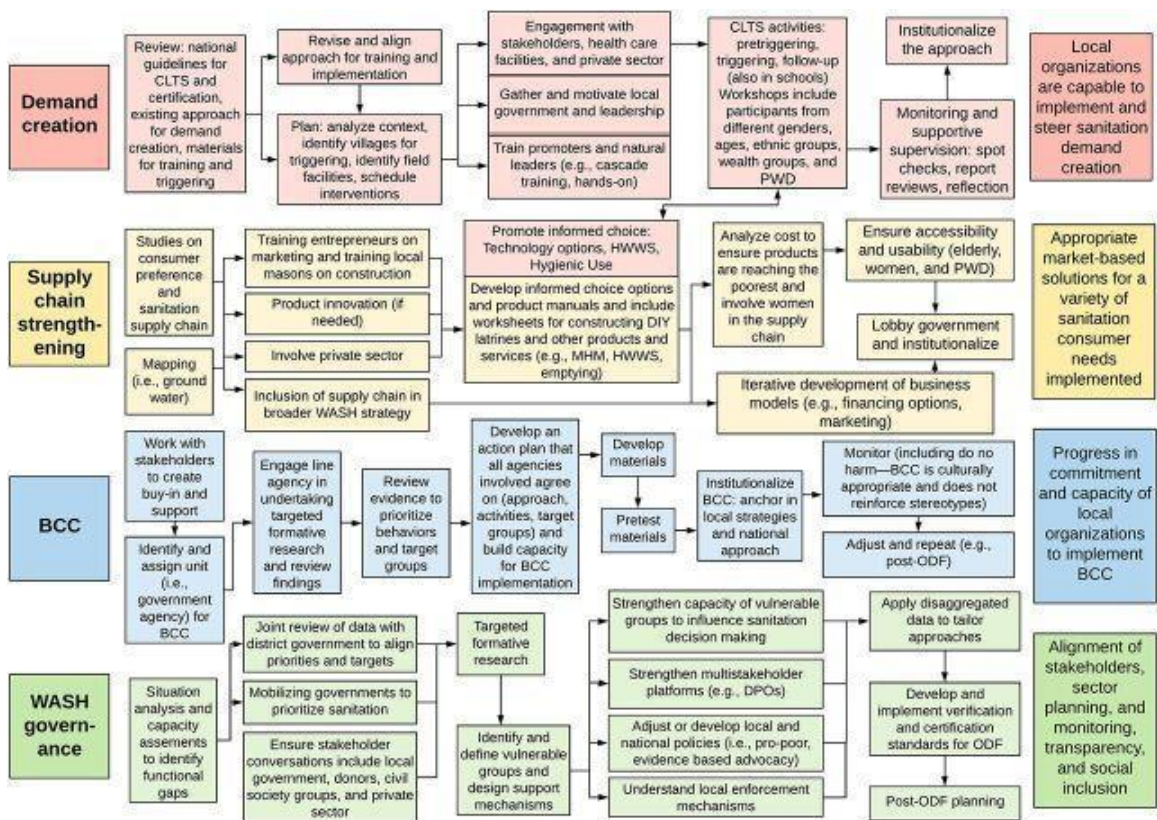 Demand
creation
Review: national
guidelines for
CLTS and
certification,
existing approach
for demand
creation, materials
for training and
triggering
Revise and align
approach for training and
implementation
Plan: analyze context,
identify villages for
triggering, identify field
facilities, schedule
interventions
Engagement with
stakeholders, health care
facilities, and private
sector
Gather and motivate local
government and leadership
Train promoters and natural
leaders (e.g., cascade
training, hands-on)
CLTS activities:
pretriggering,
triggering, follow-up
(also in schools)
Workshops include
participants from
different genders,
ages, ethnic groups,
wealth groups, and
PWD
Institutionalize
the approach
Monitoring and
supportive
supervision: spot
checks, report
reviews, reflection
Local
organizations
are capable to
implement and
steer sanitation
demand
creation
Supply
chain
strength-
ening
Studies on
consumer
preference
and
sanitation
supply chain
Mapping
(i.e., ground
water)
Training entrepreneurs on
marketing and training local
masons on construction
Product innovation (if
needed)
Involve private sector
Inclusion of supply chain in
broader WASH strategy
Promote informed choice:
Technology options, HWWS,
Hygienic Use
Develop informed choice options
and product manuals and include
worksheets for constructing DIY
latrines and other products and
services (e.g., MHM, HWWS,
emptying)
Analyze cost to
ensure products
are reaching the
poorest and
involve women
in the supply
chain
Ensure accessibility
and usability (elderly,
women, and PWD)
Lobby government
and institutionalize
Iterative development of business
models (e.g., financing options,
marketing)
Appropriate
market-based
solutions for a
variety of
sanitation
consumer
needs
implemented
BCC
Work with
stakeholders
to create
buy-in and
support
Identify and
assign unit
(i.e.,
government
agency) for
BCC
Engage line
agency in
undertaking
targeted
formative
research
and review
findings
Review
evidence to
prioritize
behaviors
and target
groups
Develop an
action plan that
all agencies
involved agree
on (approach,
activities, target
groups) and
build capacity
for BCC
implementation
Develop
materials
Pretest
materials
Institutionalize
BCC: anchor in
local strategies
and national
approach
Monitor (including do no
harm—BCC is culturally
appropriate and does not
reinforce stereotypes)
Adjust and repeat (e.g.,
post-ODF)
Progress in
commitment
and capacity of
local
organizations
to implement
BCC
WASH
govern-
ance
Situation
analysis and
capacity
assements
to identify
functional
gaps
Joint review of data with
district government to align
priorities and targets
Mobilizing governments to
prioritize sanitation
Ensure stakeholder
conversations include local
government, donors, civil
society groups, and private
sector
Targeted
formative
research
Identify and
define vulnerable
groups and
design support
mechanisms
Strengthen capacity of vulnerable
groups to influence sanitation
decision making
Strengthen multistakeholder
platforms (e.g., DPOs)
Adjust or develop local and
national policies (i.e., pro-poor,
evidence based advocacy)
Understand local enforcement
mechanisms
Apply disaggregated
data to tailor
approaches
Develop and
implement verification
and certification
standards for ODF
Post-ODF planning
Alignment of
stakeholders,
sector
planning, and
monitoring,
transparency,
and social
inclusion